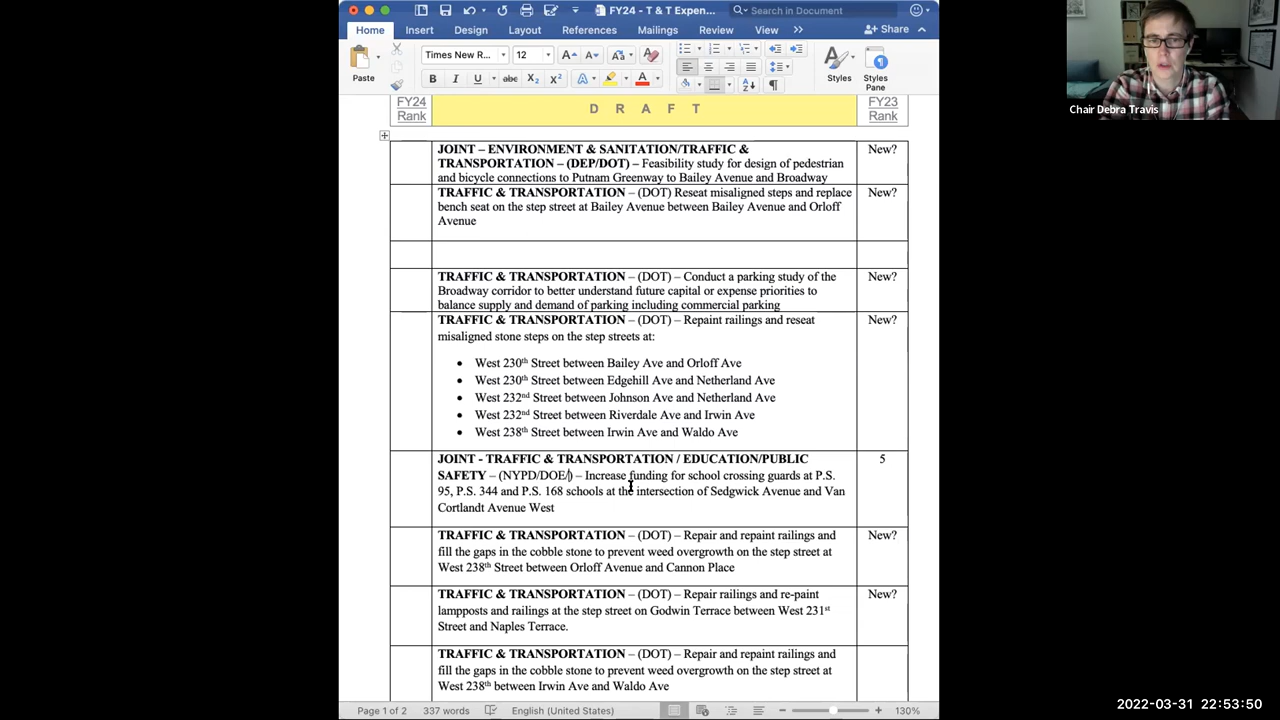 FY24 - T & T Expen...
Search in Document
Home Insert Draw Design Layout References Mailings Review View Share
Paste
Times New R...
12
Styles
Styles Pane
FY24 Rank
D R A F T
FY23 Rank
JOINT – ENVIRONMENT & SANITATION/TRAFFIC &
TRANSPORTATION – (DEP/DOT) – Feasibility study for design of pedestrian
and bicycle connections to Putnam Greenway to Bailey Avenue and Broadway
New?
TRAFFIC & TRANSPORTATION – (DOT) Reseat misaligned steps and replace
bench seat on the step street at Bailey Avenue between Bailey Avenue and Orloff
Avenue
New?
TRAFFIC & TRANSPORTATION – (DOT) – Conduct a parking study of the
Broadway corridor to better understand future capital or expense priorities to
balance supply and demand of parking including commercial parking
New?
TRAFFIC & TRANSPORTATION – (DOT) – Repaint railings and reseat
misaligned stone steps on the step streets at:
• West 230th Street between Bailey Ave and Orloff Ave
• West 230th Street between Edgehill Ave and Netherland Ave
• West 232nd Street between Johnson Ave and Netherland Ave
• West 232nd Street between Riverdale Ave and Irwin Ave
• West 238th Street between Irwin Ave and Waldo Ave
New?
JOINT - TRAFFIC & TRANSPORTATION / EDUCATION/PUBLIC
SAFETY – (NYPD/DOE/) – Increase funding for school crossing guards at P.S.
95, P.S. 344 and P.S. 168 schools at the intersection of Sedgwick Avenue and Van
Cortlandt Avenue West
5
TRAFFIC & TRANSPORTATION – (DOT) – Repair and repaint railings and
fill the gaps in the cobble stone to prevent weed overgrowth on the step street at
West 238th Street between Orloff Avenue and Cannon Place
New?
TRAFFIC & TRANSPORTATION – (DOT) – Repair railings and re-paint
lampposts and railings at the step street on Godwin Terrace between West 231st
Street and Naples Terrace.
New?
TRAFFIC & TRANSPORTATION – (DOT) – Repair and repaint railings and
fill the gaps in the cobble stone to prevent weed overgrowth on the step street at
West 238th between Irwin Ave and Waldo Ave
Page 1 of 2 337 words English (United States) 130%
Chair Debra Travis
2022-03-31 22:53:50